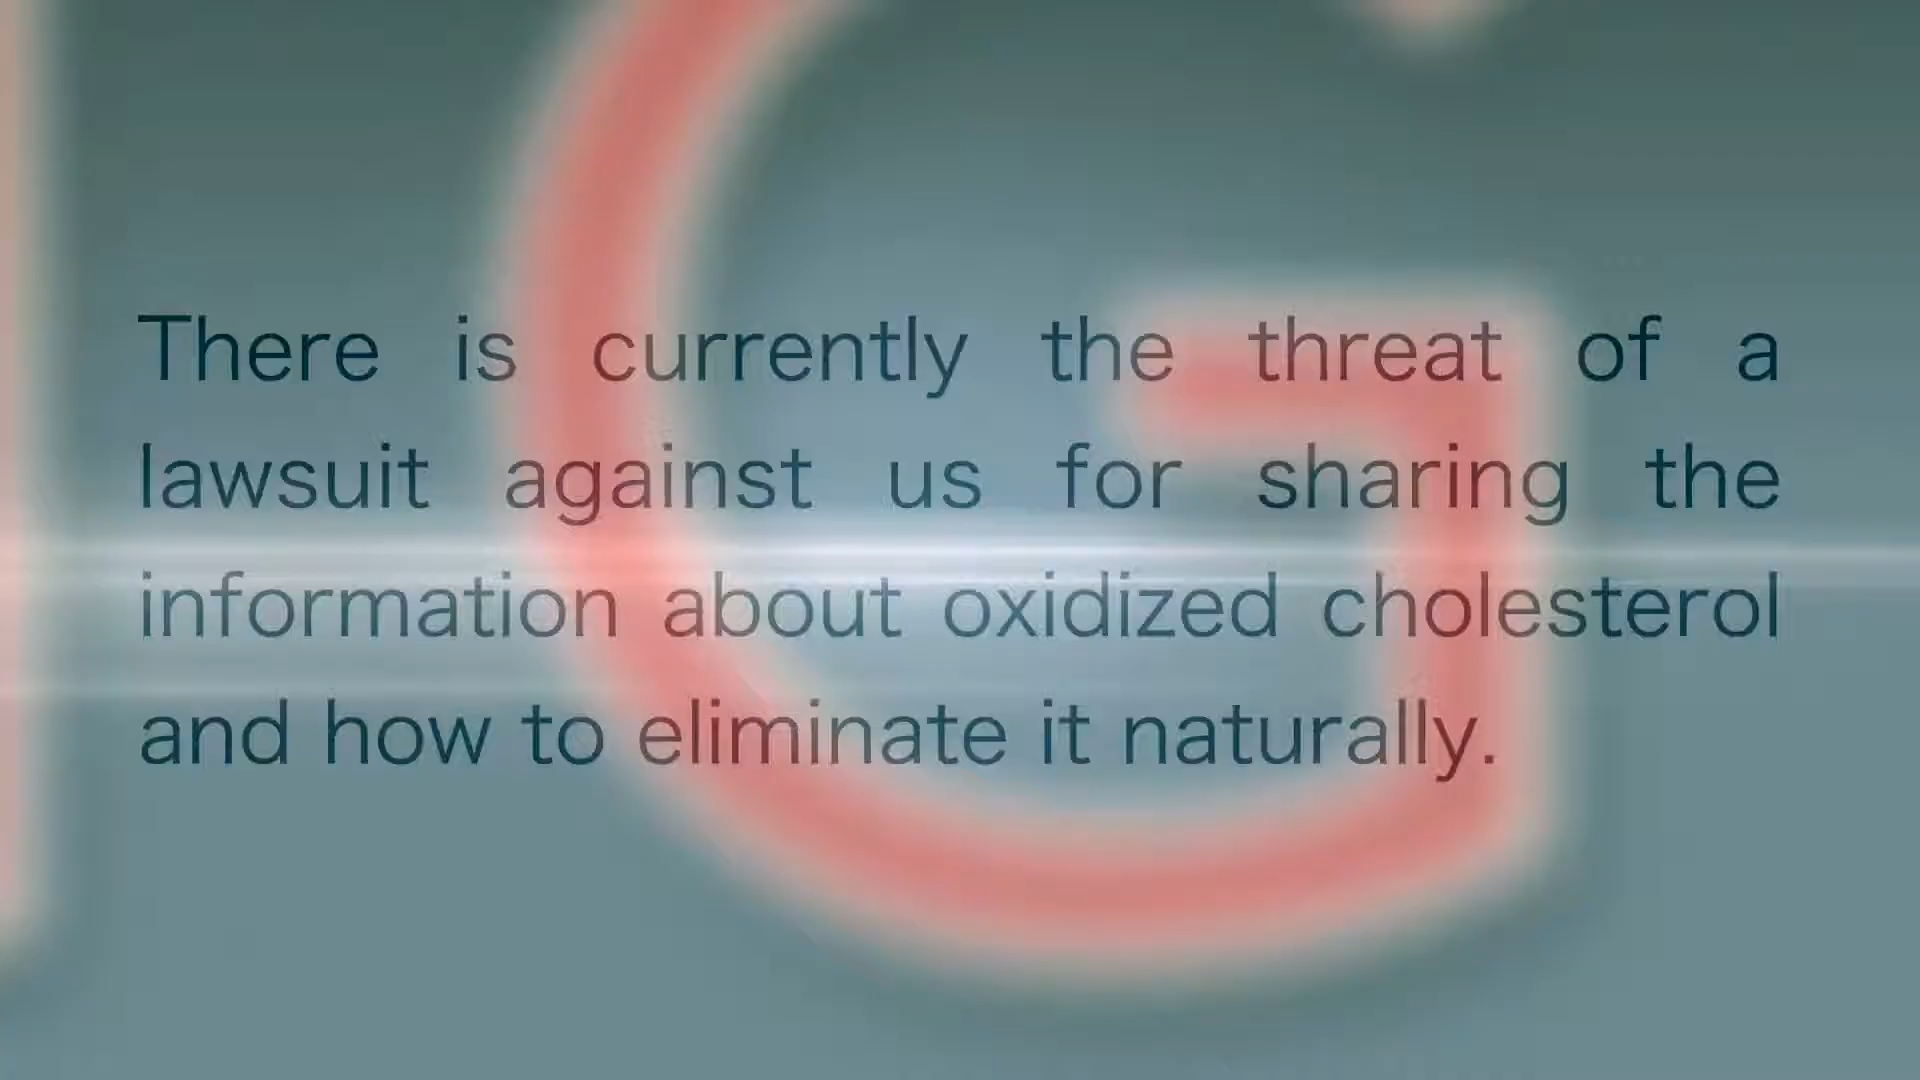 There is currently the threat of a
lawsuit against us for sharing the
information about oxidized cholesterol
and how to eliminate it naturally.